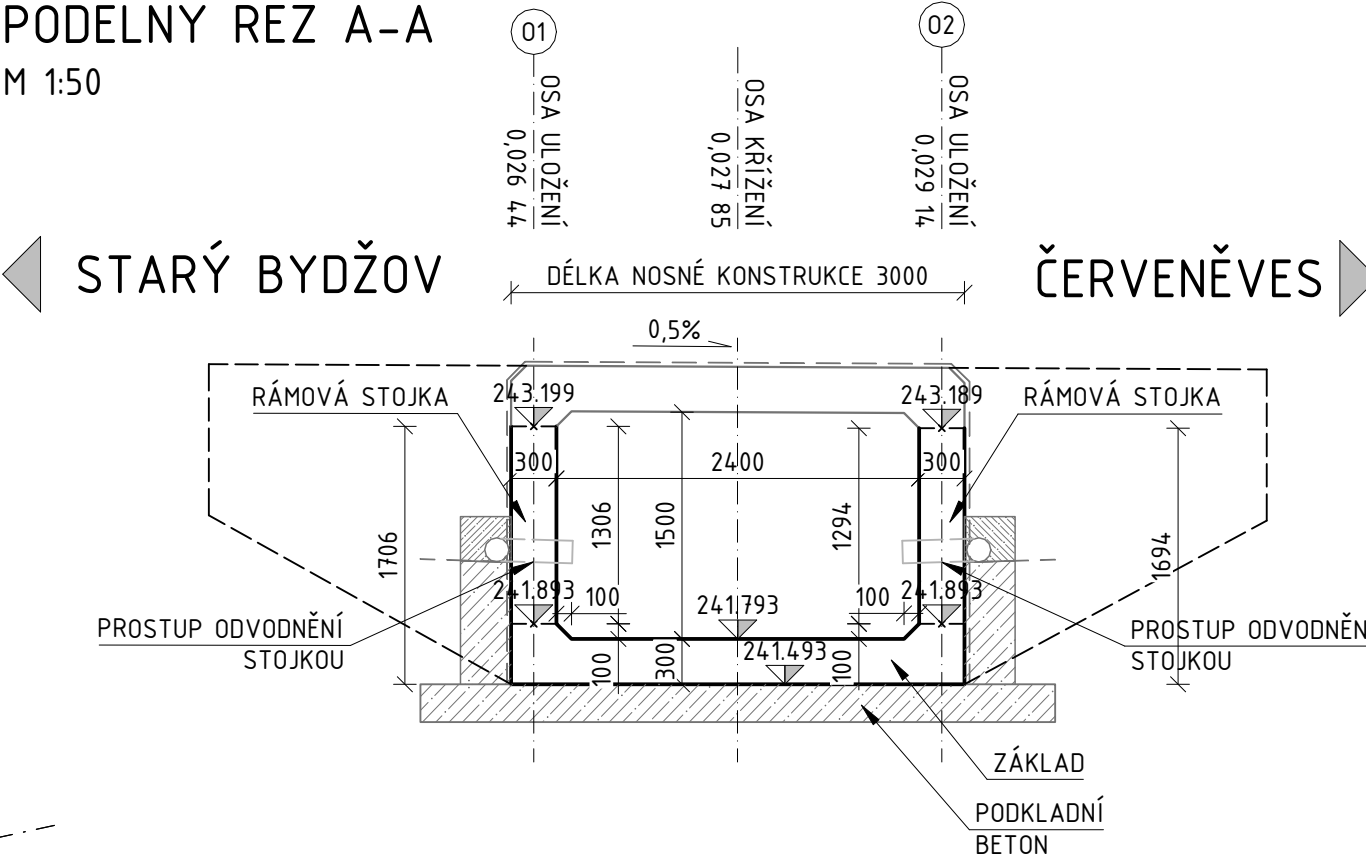 PODELNY REZ A-A
M 1:50
01
02
OSA ULOŽENÍ
0,026 44
OSA KŘÍŽENÍ
0,027 85
OSA ULOŽENÍ
0,029 14
STARÝ BYDŽOV
DÉLKA NOSNÉ KONSTRUKCE 3000
ČERVENĚVES
0,5%
RÁMOVÁ STOJKA
243.199
243.189
RÁMOVÁ STOJKA
300
2400
300
1706
1306
1500
1294
1694
241.893
100
241.793
100
241.893
PROSTUP ODVODNĚNÍ
STOJKOU
PROSTUP ODVODNĚN
STOJKOU
100
300
241.493
100
ZÁKLAD
PODKLADNÍ
BETON